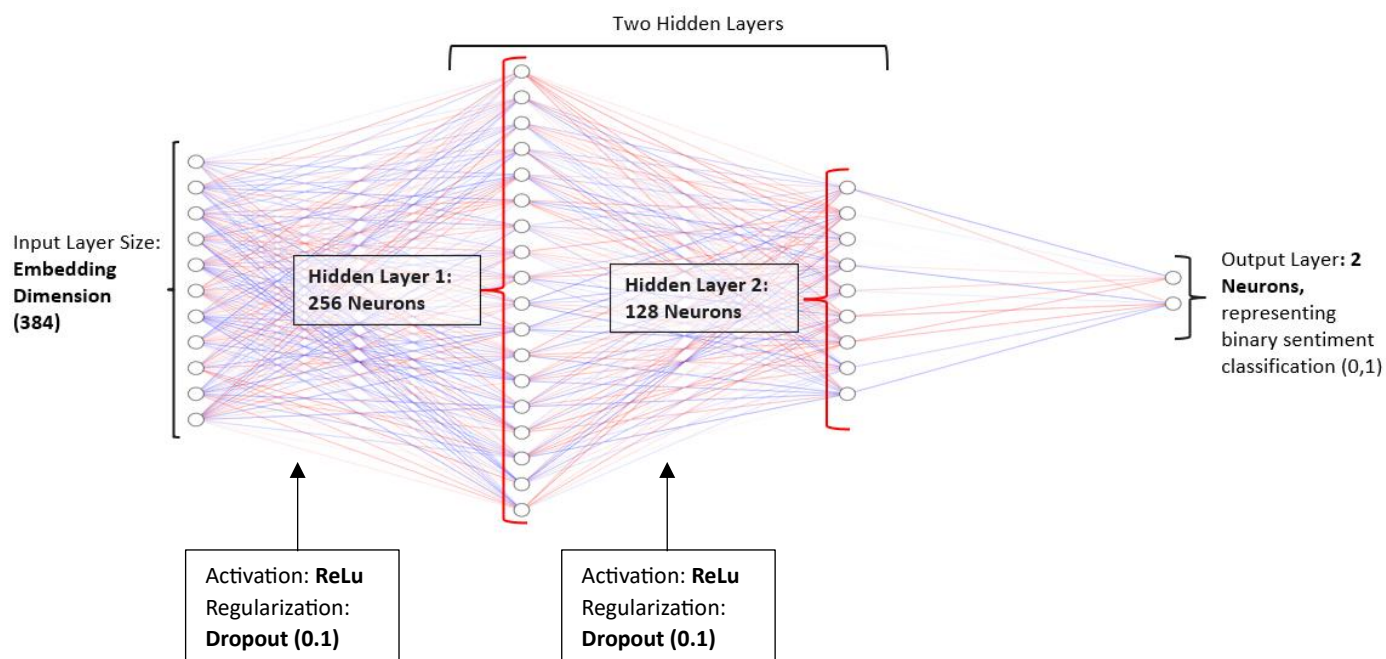 Two Hidden Layers
Input Layer Size:
Embedding
Dimension
(384)
Hidden Layer 1:
256 Neurons
Hidden Layer 2:
128 Neurons
Output Layer: 2
Neurons,
representing
binary sentiment
classification (0,1)
Activation: ReLu
Regularization:
Dropout (0.1)
Activation: ReLu
Regularization:
Dropout (0.1)